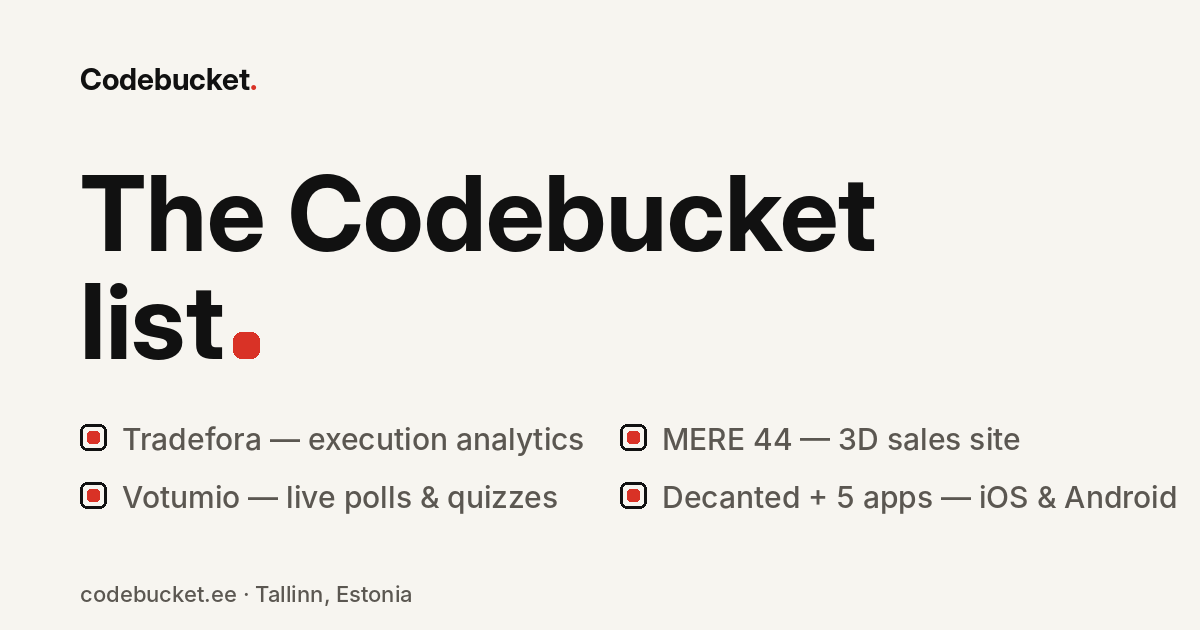 Codebucket.
The Codebucket
list.
Tradefora — execution analytics
MERE 44 — 3D sales site
Votumio — live polls & quizzes
Decanted + 5 apps — iOS & Android
codebucket.ee · Tallinn, Estonia